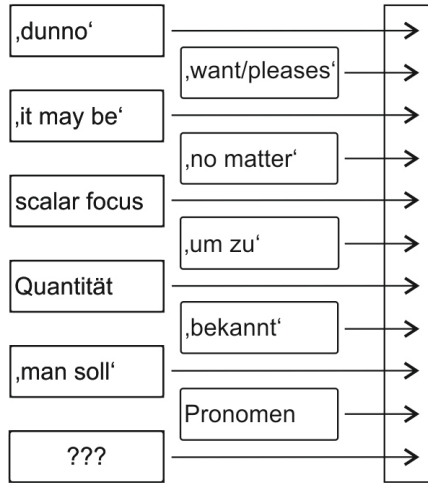 ‚dunno‘
‚want/pleases‘
‚it may be‘
‚no matter‘
scalar focus
‚um zu‘
Quantität
‚bekannt‘
‚man soll‘
Pronomen
???